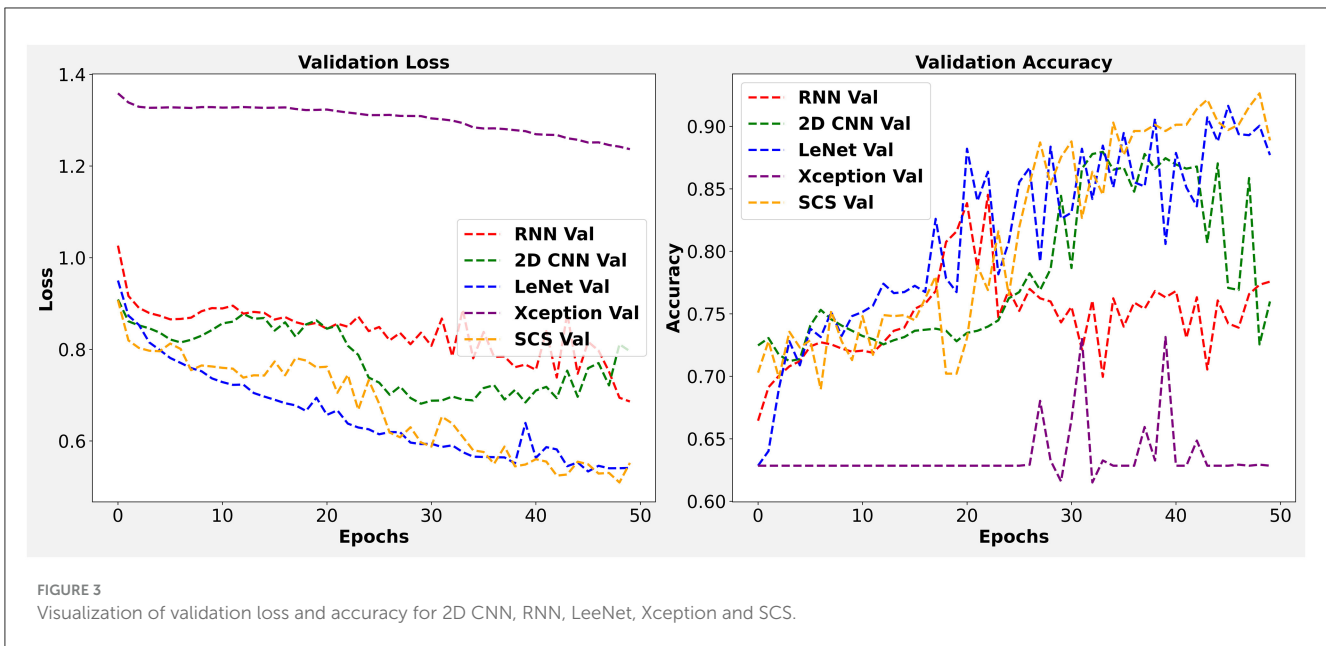 Validation Loss
1.4
1.2
1.0
0.8
0.6
Loss
0
10
20
30
40
50
Epochs
RNN Val
2D CNN Val
LeNet Val
Xception Val
SCS Val
Validation Accuracy
0.90
0.85
0.80
0.75
0.70
0.65
0.60
Accuracy
0
10
20
30
40
50
Epochs
RNN Val
2D CNN Val
LeNet Val
Xception Val
SCS Val
FIGURE 3
Visualization of validation loss and accuracy for 2D CNN, RNN, LeeNet, Xception and SCS.